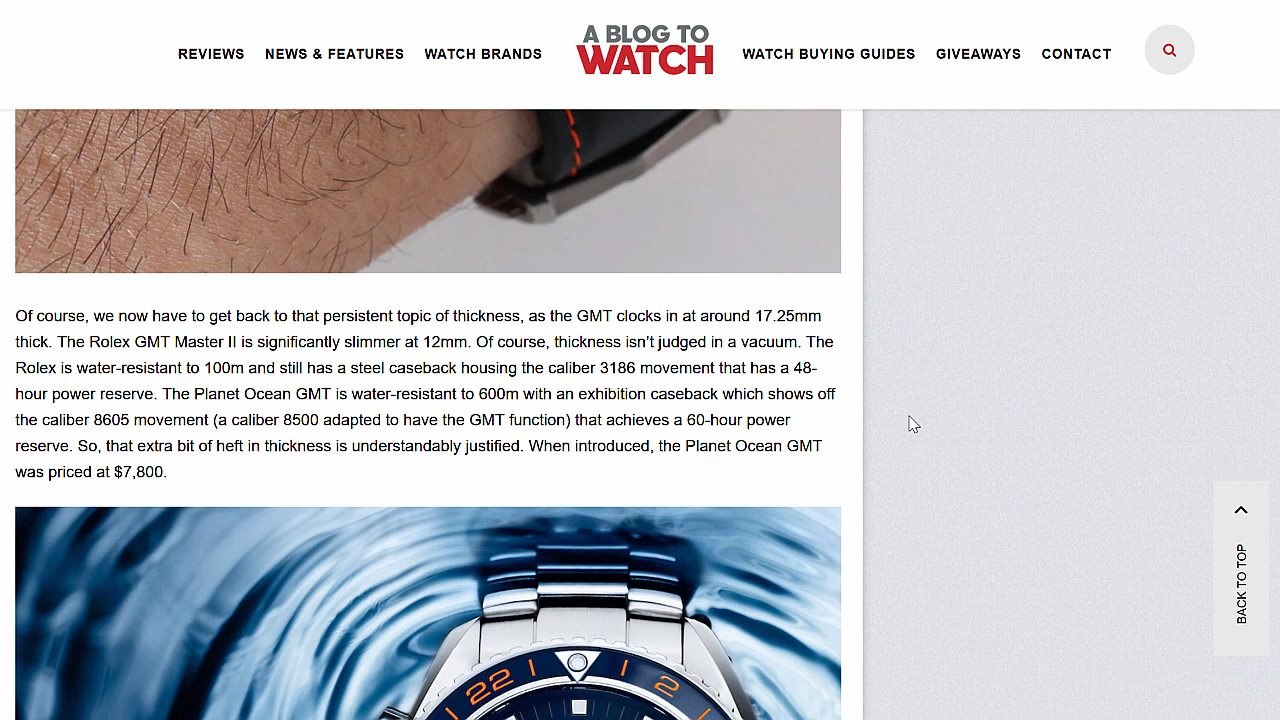 REVIEWS NEWS & FEATURES WATCH BRANDS A BLOG TO WATCH WATCH BUYING GUIDES GIVEAWAYS CONTACT
Of course, we now have to get back to that persistent topic of thickness, as the GMT clocks in at around 17.25mm
thick. The Rolex GMT Master II is significantly slimmer at 12mm. Of course, thickness isn’t judged in a vacuum. The
Rolex is water-resistant to 100m and still has a steel caseback housing the caliber 3186 movement that has a 48-
hour power reserve. The Planet Ocean GMT is water-resistant to 600m with an exhibition caseback which shows off
the caliber 8605 movement (a caliber 8500 adapted to have the GMT function) that achieves a 60-hour power
reserve. So, that extra bit of heft in thickness is understandably justified. When introduced, the Planet Ocean GMT
was priced at $7,800.
BACK TO TOP
22 2